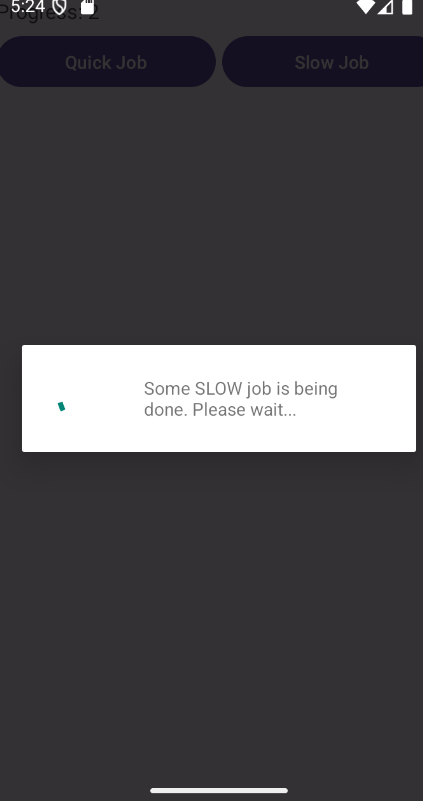 5:24
Progress: 2
Quick Job
Slow Job
Some SLOW job is being
done. Please wait...